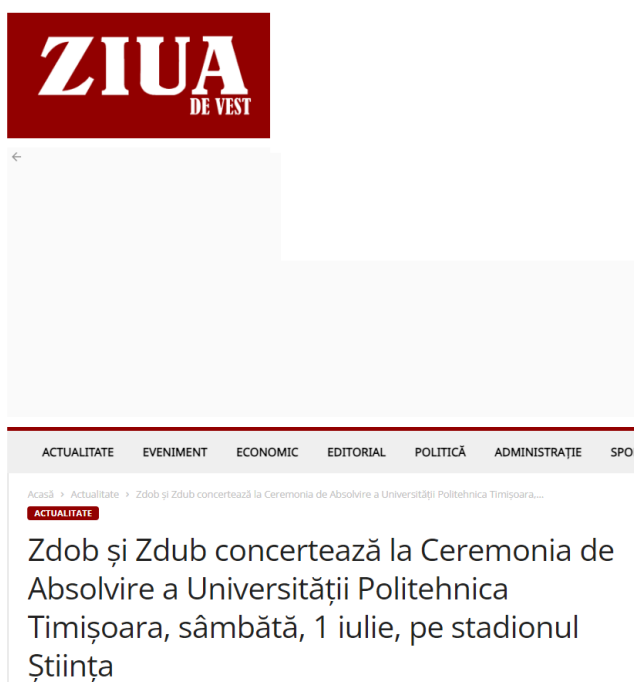 ZIUA
DE VEST
ACTUALITATE EVENIMENT ECONOMIC EDITORIAL POLITICĂ ADMINISTRAȚIE SPO
Acasă › Actualitate › Zdob și Zdub concertează la Ceremonia de Absolvire a Universității Politehnica Timișoara,...
ACTUALITATE
Zdob și Zdub concertează la Ceremonia de
Absolvire a Universității Politehnica
Timișoara, sâmbătă, 1 iulie, pe stadionul
Știința